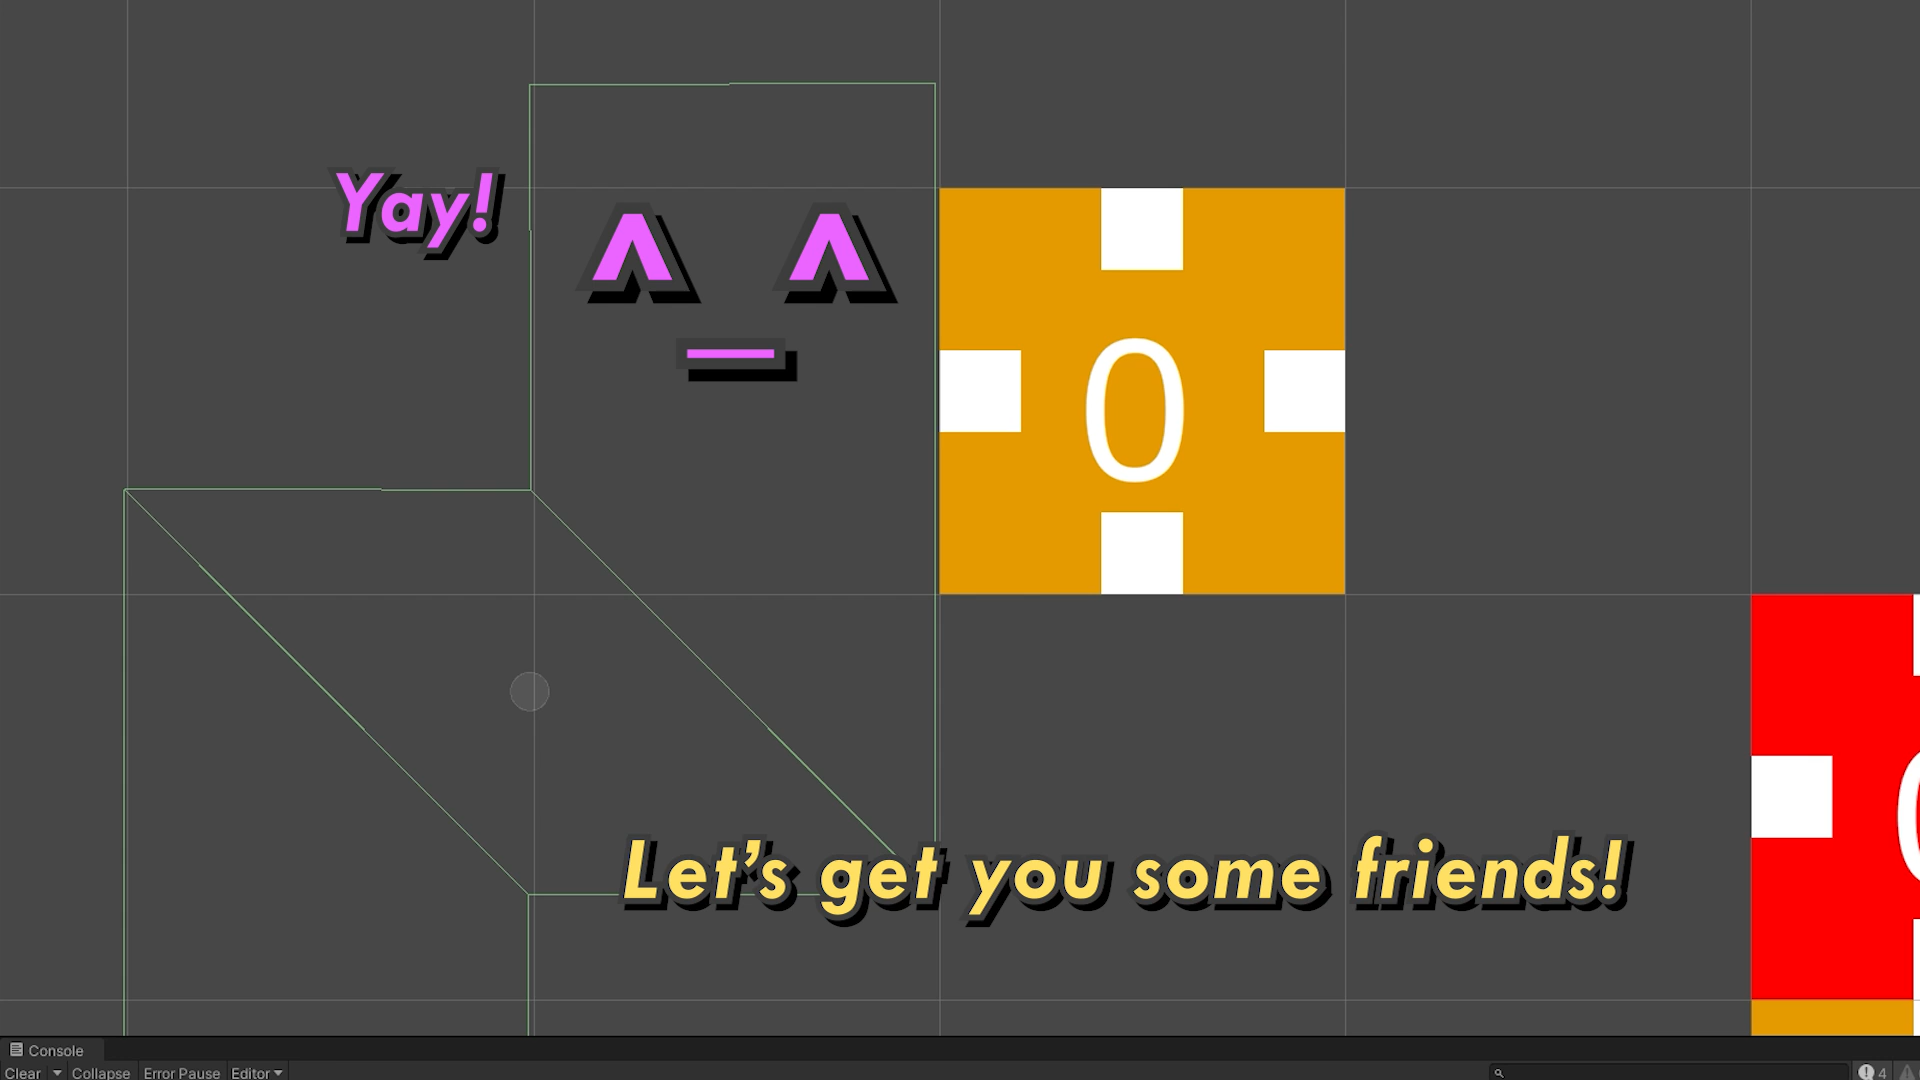 Yay!
^ ^
_
0
Let's get you some friends!
Console
Clear Collapse Error Pause Editor
4